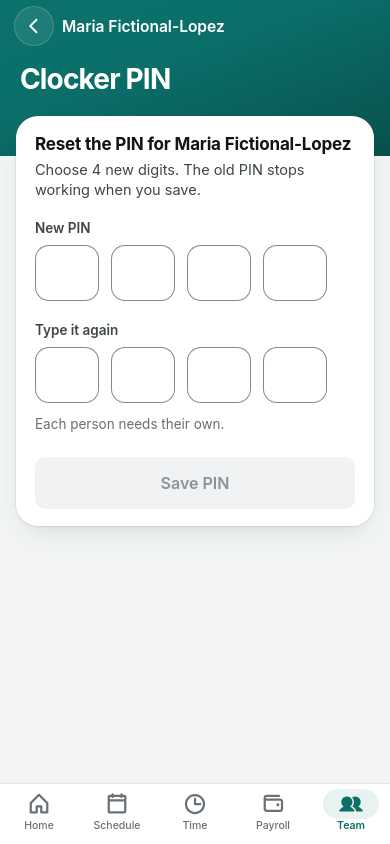 Maria Fictional-Lopez
Clocker PIN
Reset the PIN for Maria Fictional-Lopez
Choose 4 new digits. The old PIN stops
working when you save.
New PIN
Type it again
Each person needs their own.
Save PIN
Home
Schedule
Time
Payroll
Team